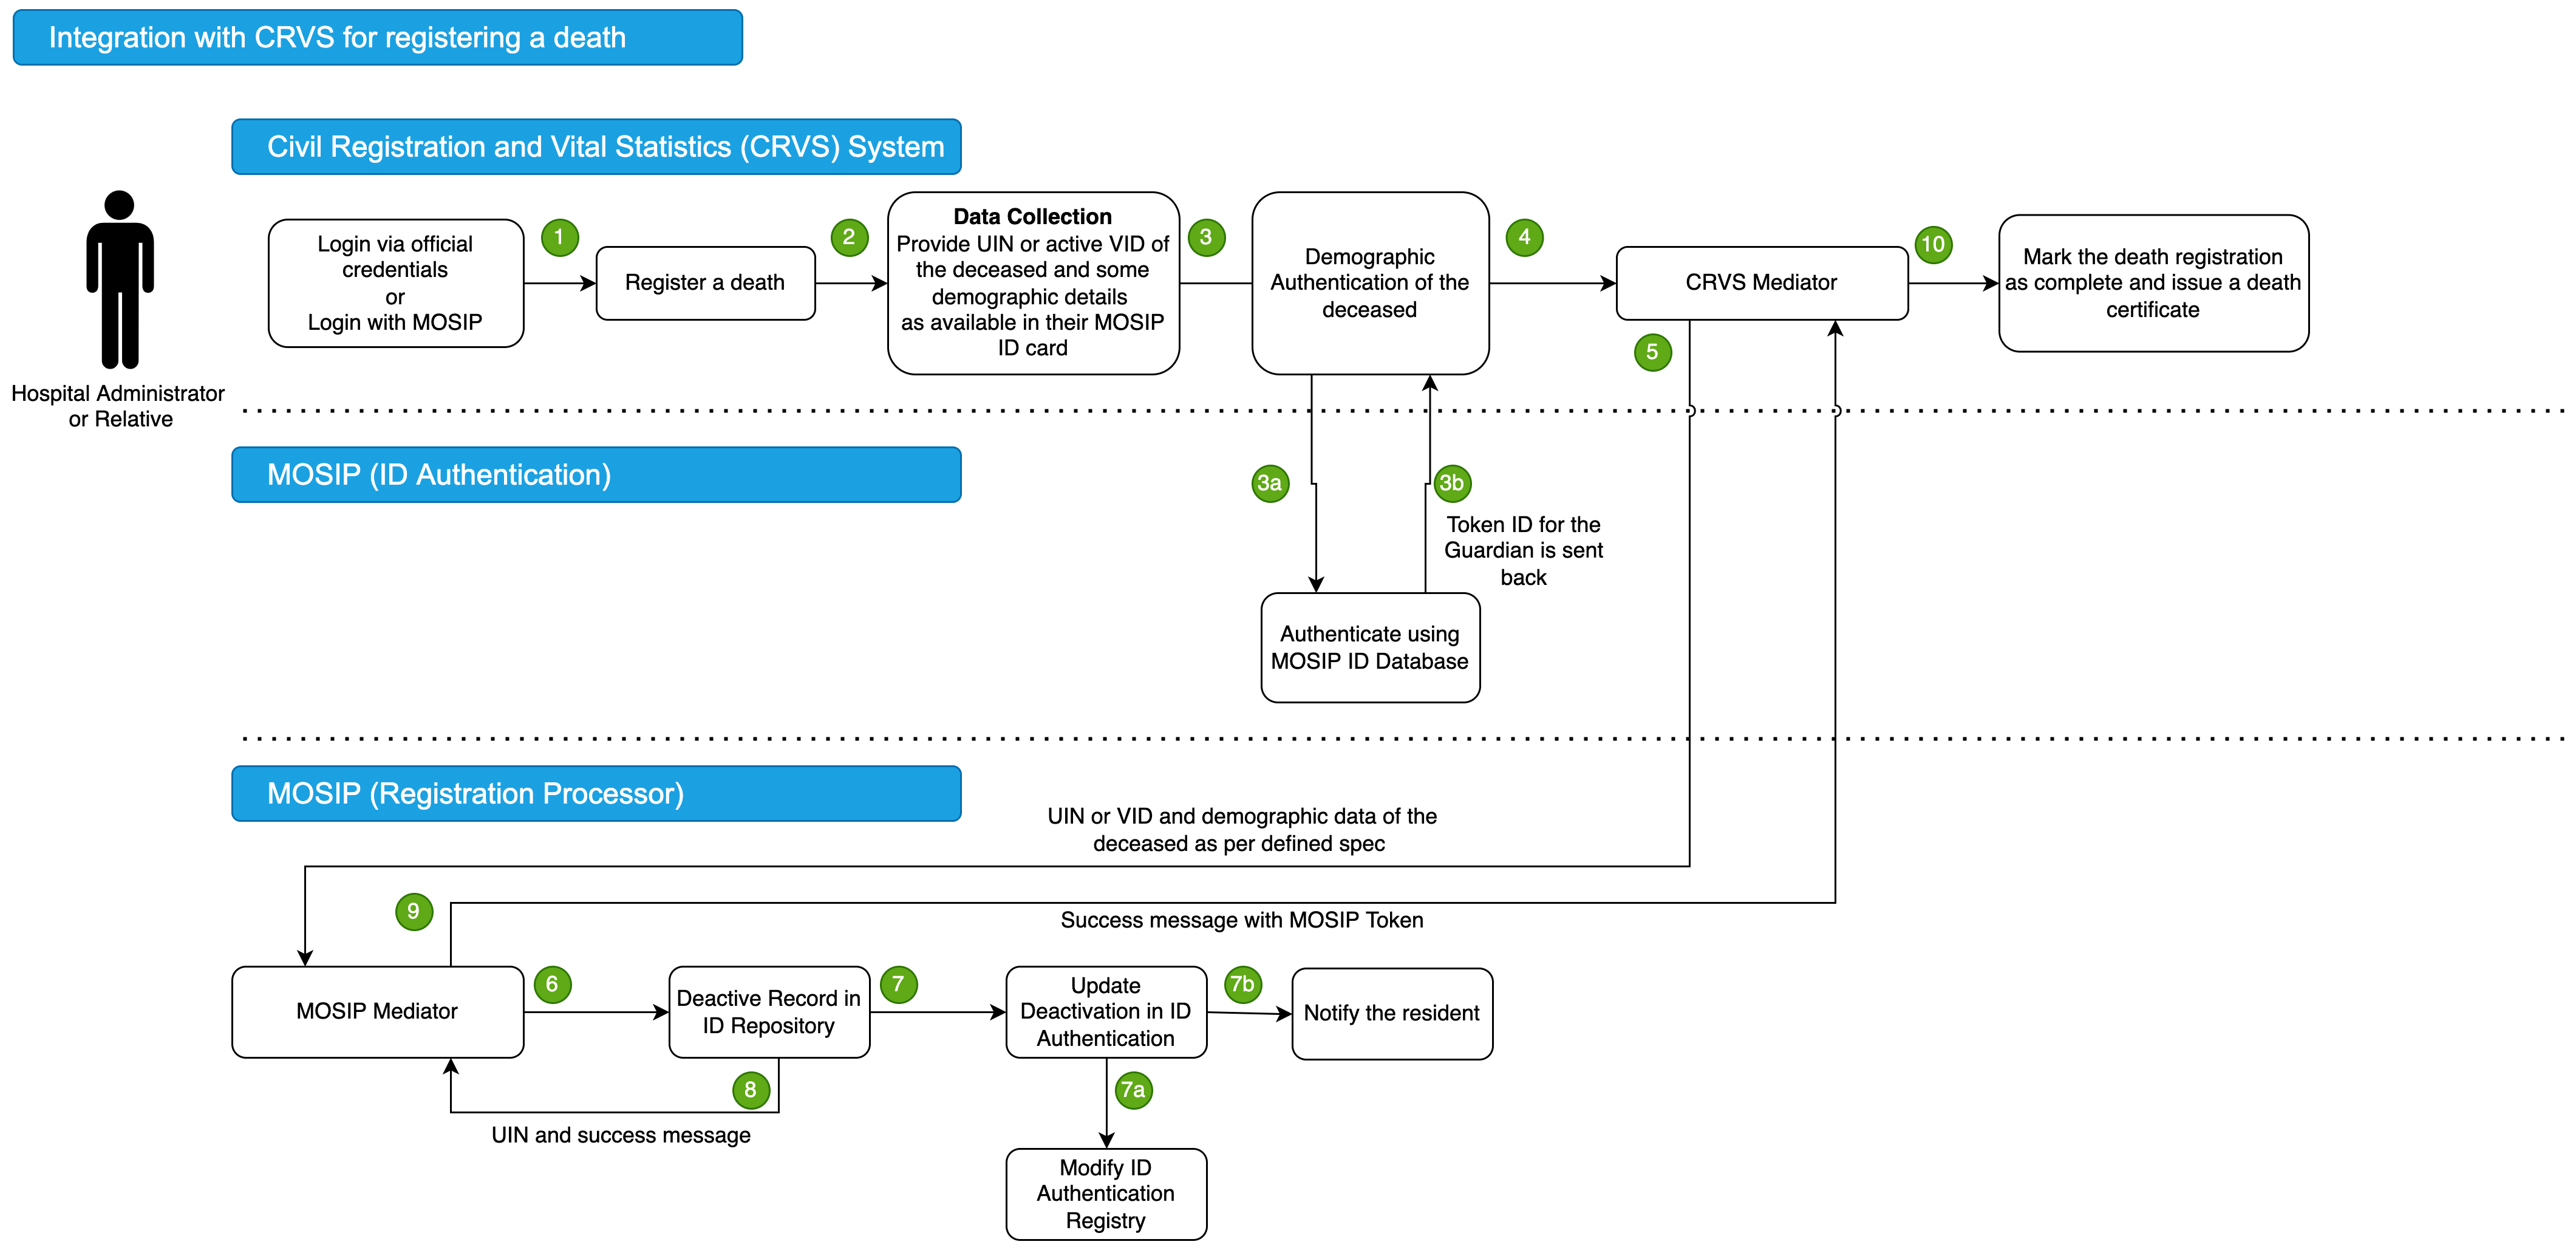 Integration with CRVS for registering a death
Civil Registration and Vital Statistics (CRVS) System
Hospital Administrator
or Relative
Login via official
credentials
or
Login with MOSIP
1
Register a death
2
Data Collection
Provide UIN or active VID of
the deceased and some
demographic details
as available in their MOSIP
ID card
3
Demographic
Authentication of the
deceased
4
CRVS Mediator
10
Mark the death registration
as complete and issue a death
certificate
5
MOSIP (ID Authentication)
3a
3b
Token ID for the
Guardian is sent
back
Authenticate using
MOSIP ID Database
MOSIP (Registration Processor)
UIN or VID and demographic data of the
deceased as per defined spec
9
Success message with MOSIP Token
MOSIP Mediator
6
Deactive Record in
ID Repository
7
Update
Deactivation in ID
Authentication
7b
Notify the resident
8
UIN and success message
7a
Modify ID
Authentication
Registry